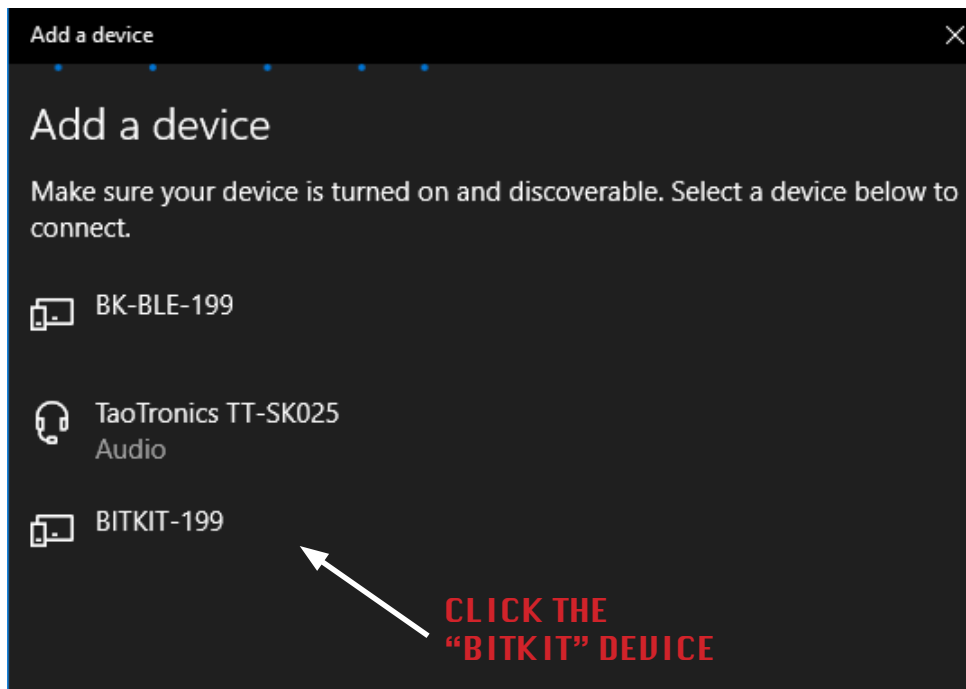 Add a device
Add a device
Make sure your device is turned on and discoverable. Select a device below to
connect.
BK-BLE-199
TaoTronics TT-SK025
Audio
BITKIT-199
CLICK THE
“BITKIT” DEVICE